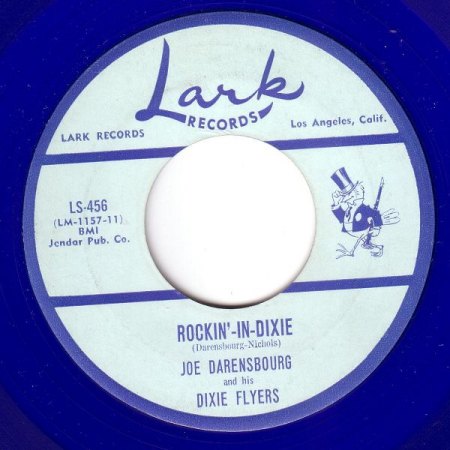 Lark
RECORDS
LARK RECORDS
Los Angeles, Calif.
LS-456
(LM-1157-11)
BMI
Jendar Pub. Co.
ROCKIN'-IN-DIXIE
(Darensbourg-Nichols)
JOE DARENSBOURG
and his
DIXIE FLYERS